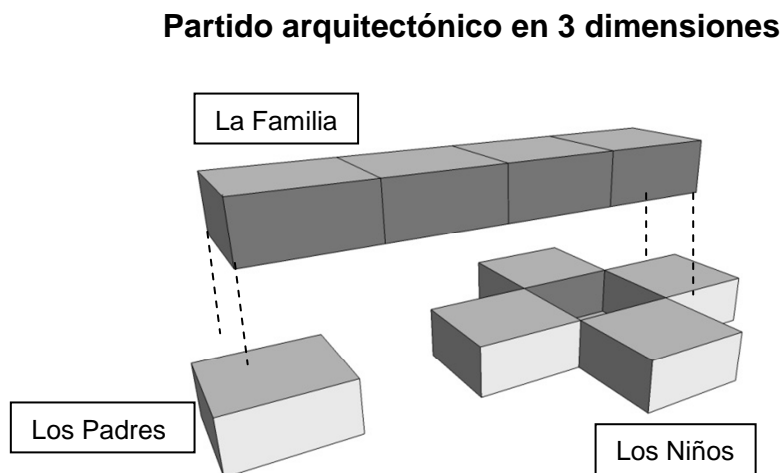 Partido arquitectónico en 3 dimensiones
La Familia
Los Padres
Los Niños